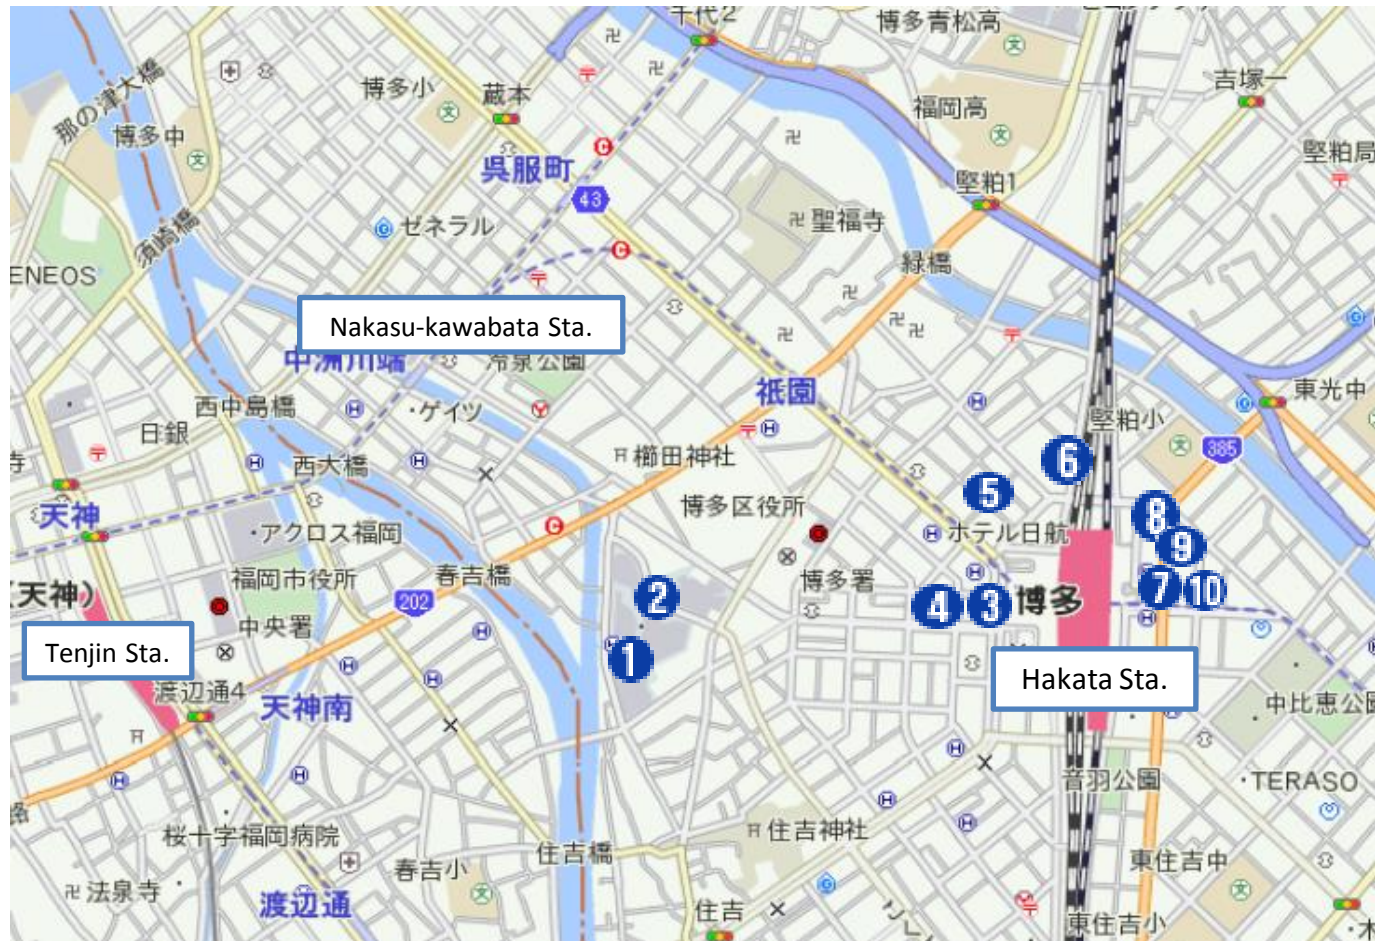 千代2
博多青松高
那の津大橋
博多小
蔵本
福岡高
吉塚一
博多中
呉服町
堅粕局
堅粕1
43
須崎橋
ゼネラル
聖福寺
緑橋
ENEOS
Nakasu-kawabata Sta.
中洲川端
冷泉公園
祇園
東光中
西中島橋
ゲイツ
堅粕小
日銀
寺
櫛田神社
385
西大橋
6
5
博多区役所
天神
アクロス福岡
ホテル日航
8
9
福岡市役所
春吉橋
博多署
(天神)
202
2
4
3
博多
7
10
中央署
Tenjin Sta.
1
Hakata Sta.
渡辺通4
天神南
中比恵公園
音羽公園
TERASO
桜十字福岡病院
住吉神社
春吉小
住吉橋
東住吉中
法泉寺
渡辺通
住吉
東住吉小
木